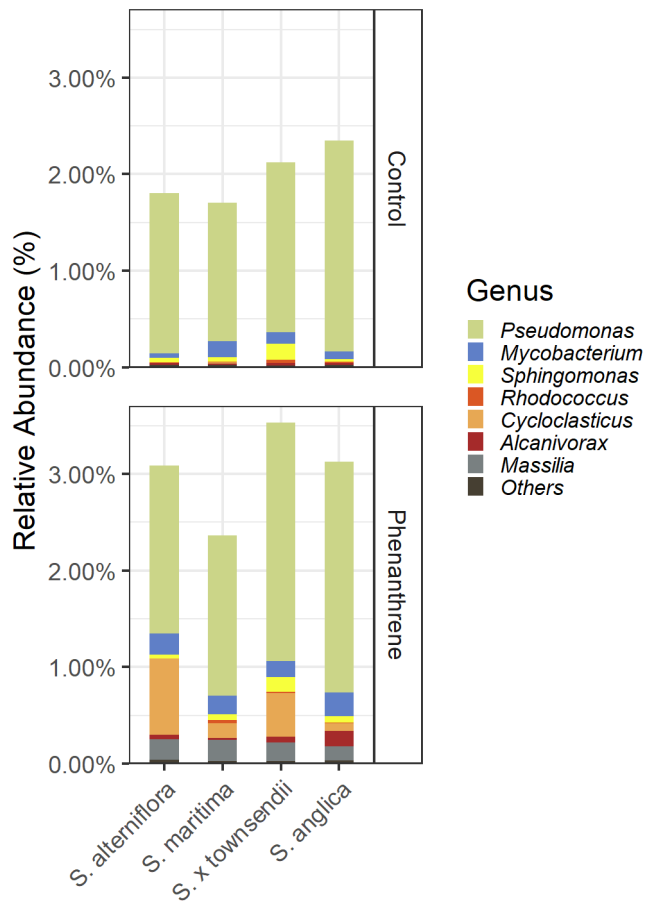 Relative Abundance (%)
3.00%
2.00%
1.00%
0.00%
Control
3.00%
2.00%
1.00%
0.00%
Phenanthrene
S. alterniflora
S. maritima
S. x townsendii
S. anglica
Genus
Pseudomonas
Mycobacterium
Sphingomonas
Rhodococcus
Cycloclasticus
Alcanivorax
Massilia
Others